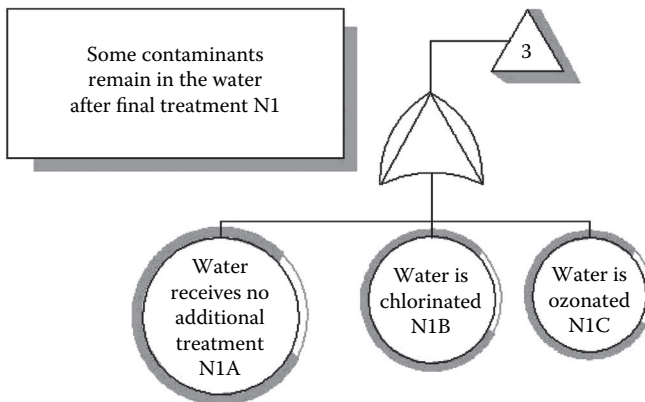 Some contaminants
remain in the water
after final treatment N1
3
Water
receives no
additional
treatment
N1A
Water is
chlorinated
N1B
Water is
ozonated
N1C